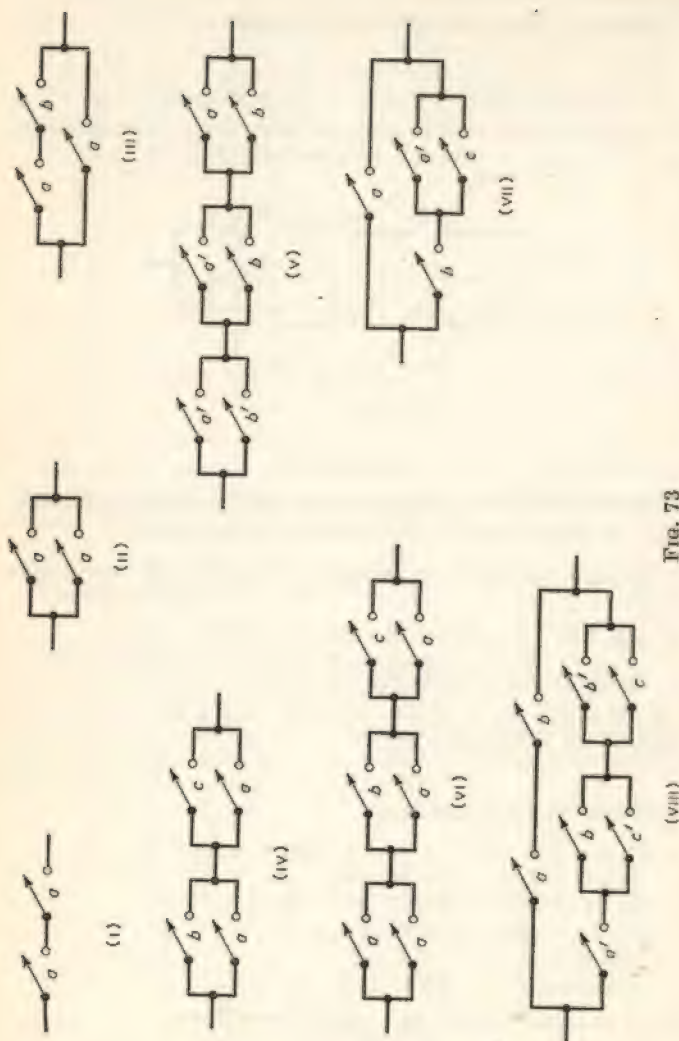 a a
(I)
a
a
(II)
a b
a
(III)
b c
a a
(IV)
a' a' a
b' b b
(V)
a b c
a a a
(VI)
a
a'
b c
(VII)
a b
b b'
a' c' c
(VIII)
FIG. 73